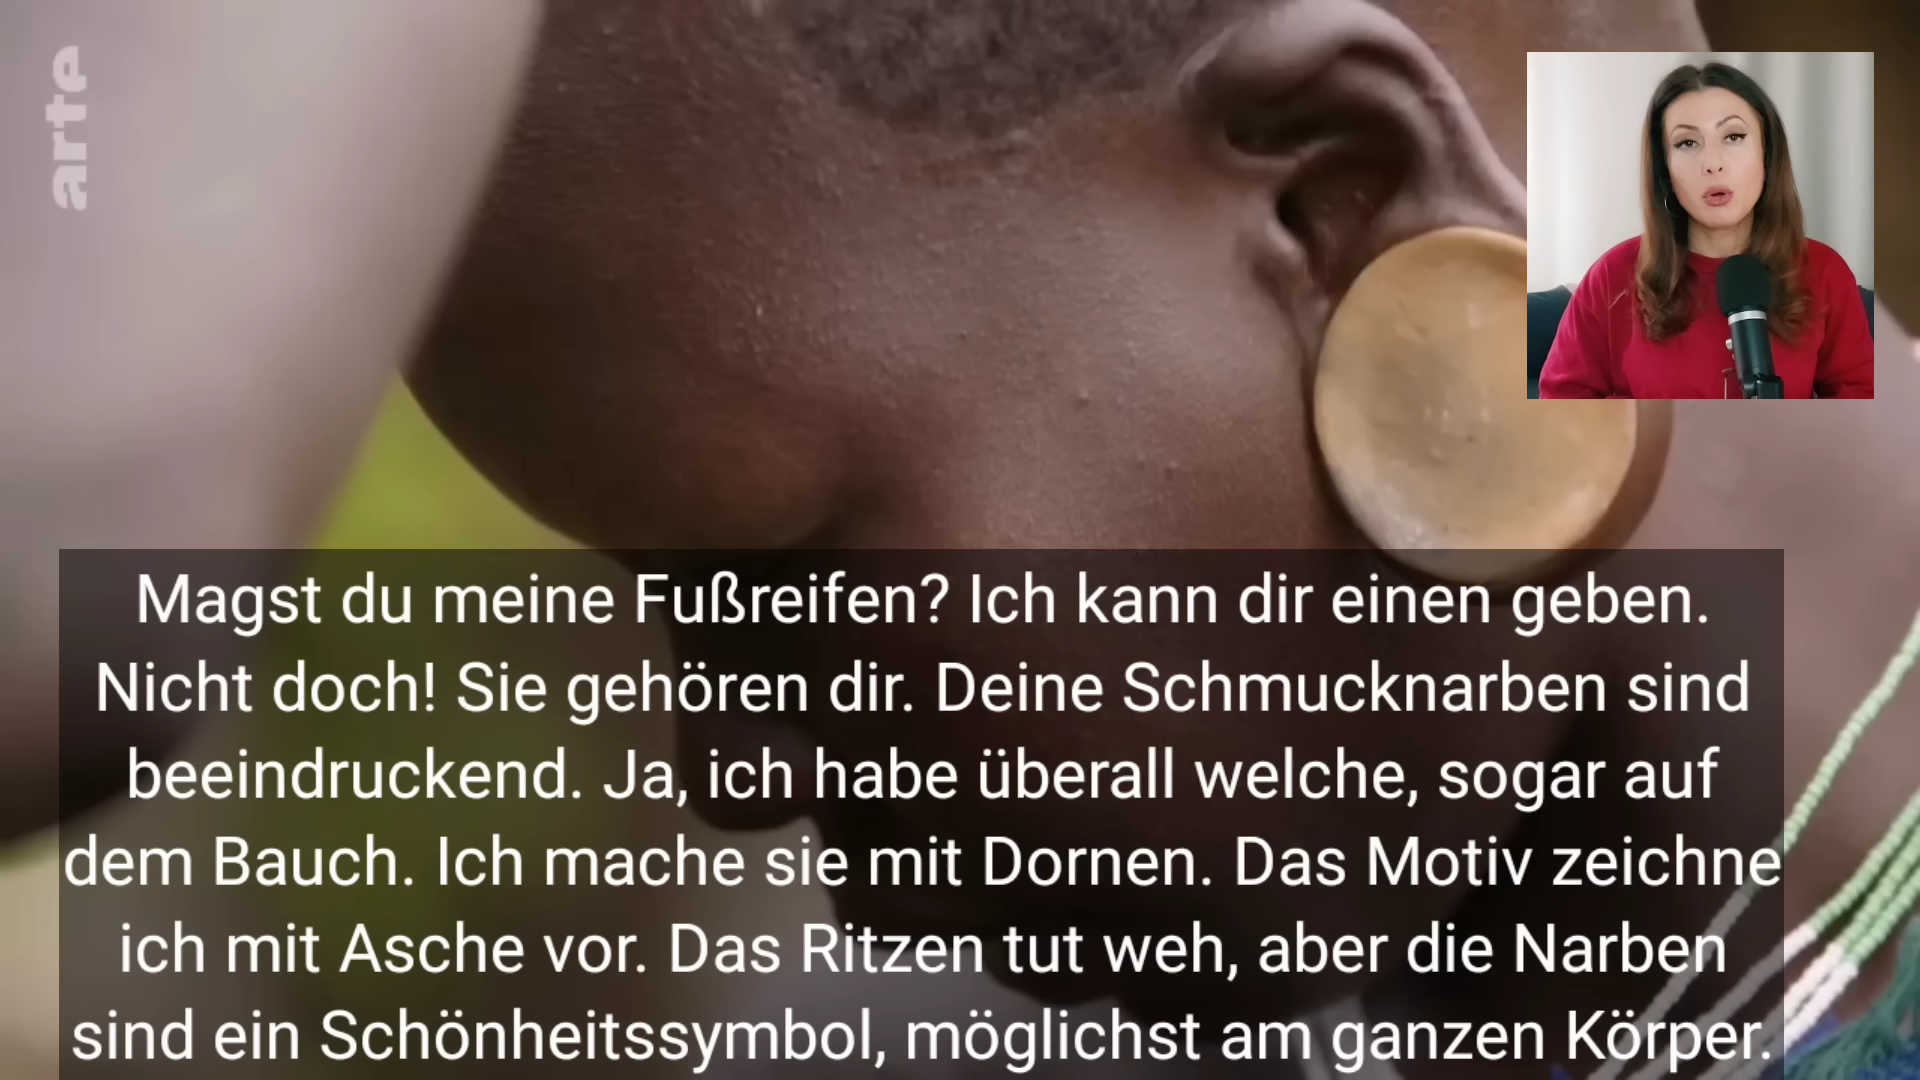 arte
Magst du meine Fußreifen? Ich kann dir einen geben.
Nicht doch! Sie gehören dir. Deine Schmucknarben sind
beeindruckend. Ja, ich habe überall welche, sogar auf
dem Bauch. Ich mache sie mit Dornen. Das Motiv zeichne
ich mit Asche vor. Das Ritzen tut weh, aber die Narben
sind ein Schönheitssymbol, möglichst am ganzen Körper.